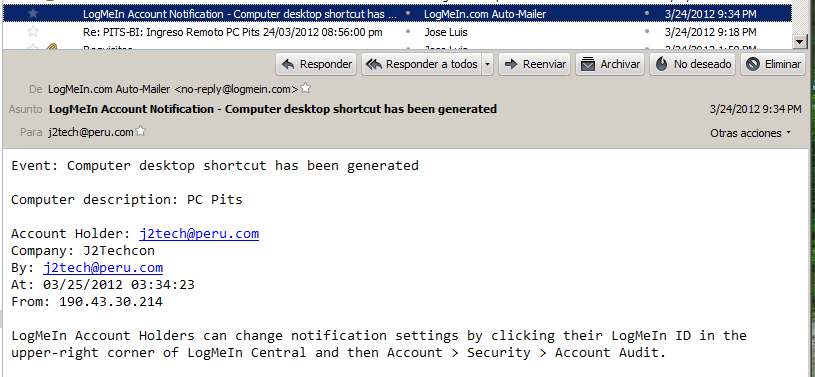 LogMeIn Account Notification - Computer desktop shortcut has ... LogMeIn.com Auto-Mailer 3/24/2012 9:34 PM
Re: PITS-BI: Ingreso Remoto PC Pits 24/03/2012 08:56:00 pm Jose Luis 3/24/2012 9:18 PM
Requisitos Jose Luis 3/24/2012 1:50 PM
Responder Responder a todos Reenviar Archivar No deseado Eliminar
De LogMeIn.com Auto-Mailer <no-reply@logmein.com>
Asunto LogMeIn Account Notification - Computer desktop shortcut has been generated 3/24/2012 9:34 PM
Para j2tech@peru.com Otras acciones
Event: Computer desktop shortcut has been generated
Computer description: PC Pits
Account Holder: j2tech@peru.com
Company: J2Techcon
By: j2tech@peru.com
At: 03/25/2012 03:34:23
From: 190.43.30.214
LogMeIn Account Holders can change notification settings by clicking their LogMeIn ID in the
upper-right corner of LogMeIn Central and then Account > Security > Account Audit.